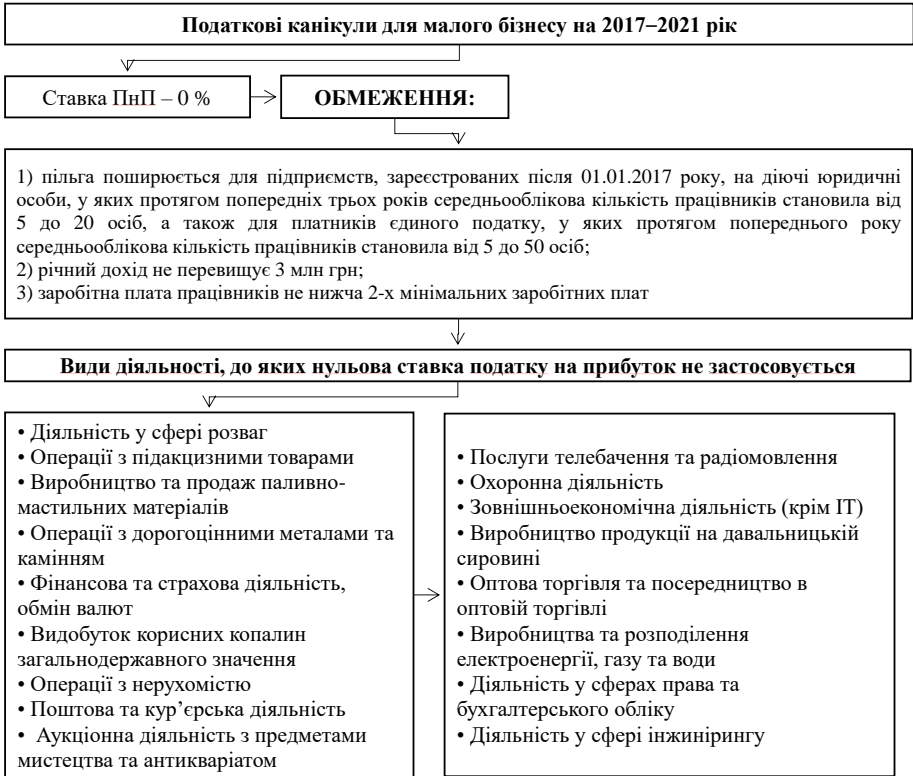 Податкові канікули для малого бізнесу на 2017–2021 рік
Ставка ПнП – 0 %
ОБМЕЖЕННЯ:
1) пільга поширюється для підприємств, зареєстрованих після 01.01.2017 року, на діючі юридичні
особи, у яких протягом попередніх трьох років середньооблікова кількість працівників становила від
5 до 20 осіб, а також для платників єдиного податку, у яких протягом попереднього року
середньооблікова кількість працівників становила від 5 до 50 осіб;
2) річний дохід не перевищує 3 млн грн;
3) заробітна плата працівників не нижча 2-х мінімальних заробітних плат
Види діяльності, до яких нульова ставка податку на прибуток не застосовується
• Діяльність у сфері розваг
• Операції з підакцизними товарами
• Виробництво та продаж паливно-
мастильних матеріалів
• Операції з дорогоцінними металами та
камінням
• Фінансова та страхова діяльність,
обмін валют
• Видобуток корисних копалин
загальнодержавного значення
• Операції з нерухомістю
• Поштова та кур’єрська діяльність
• Аукціонна діяльність з предметами
мистецтва та антикваріатом
• Послуги телебачення та радіомовлення
• Охоронна діяльність
• Зовнішньоекономічна діяльність (крім ІТ)
• Виробництво продукції на давальницькій
сировині
• Оптова торгівля та посередництво в
оптовій торгівлі
• Виробництва та розподілення
електроенергії, газу та води
• Діяльність у сферах права та
бухгалтерського обліку
• Діяльність у сфері інжинірингу